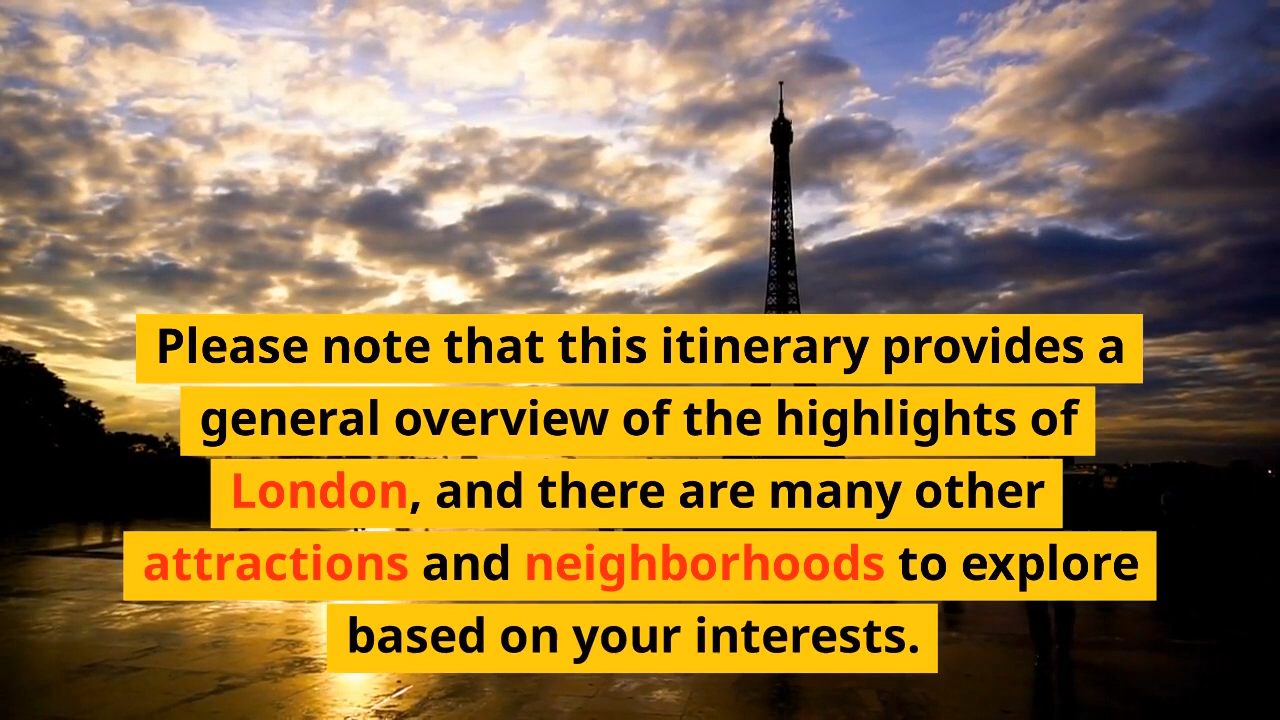 Please note that this itinerary provides a
general overview of the highlights of
London, and there are many other
attractions and neighborhoods to explore
based on your interests.